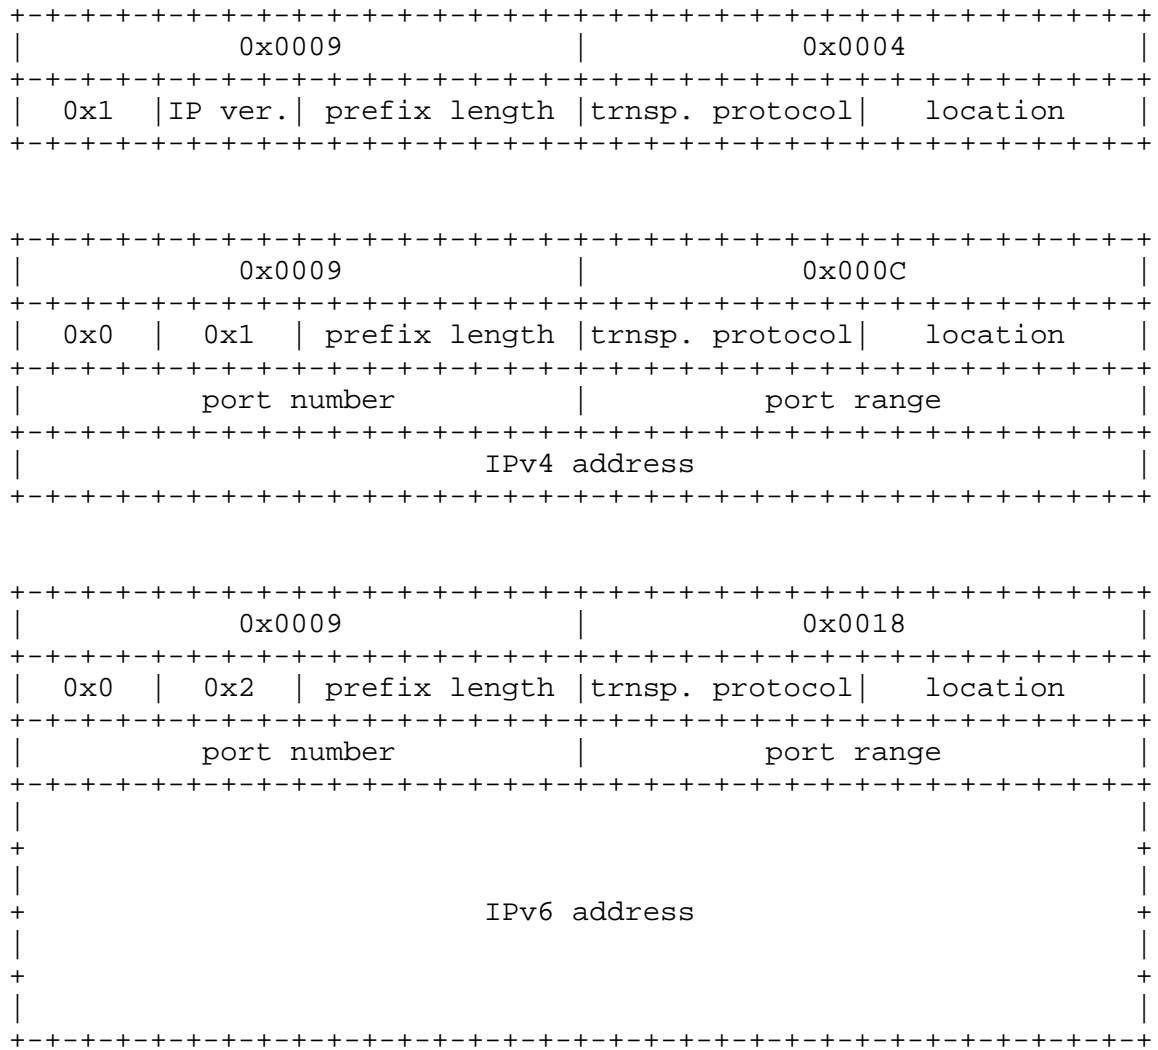 +-+-+-+-+-+-+-+-+-+-+-+-+-+-+-+-+-+-+-+-+-+-+-+-+-+-+-+-+-+-+-+-+
|            0x0009             |            0x0004             |
+-+-+-+-+-+-+-+-+-+-+-+-+-+-+-+-+-+-+-+-+-+-+-+-+-+-+-+-+-+-+-+-+
|  0x1  |IP ver.| prefix length |trnsp. protocol|   location    |
+-+-+-+-+-+-+-+-+-+-+-+-+-+-+-+-+-+-+-+-+-+-+-+-+-+-+-+-+-+-+-+-+

+-+-+-+-+-+-+-+-+-+-+-+-+-+-+-+-+-+-+-+-+-+-+-+-+-+-+-+-+-+-+-+-+
|            0x0009             |            0x000C             |
+-+-+-+-+-+-+-+-+-+-+-+-+-+-+-+-+-+-+-+-+-+-+-+-+-+-+-+-+-+-+-+-+
|  0x0  |  0x1  | prefix length |trnsp. protocol|   location    |
+-+-+-+-+-+-+-+-+-+-+-+-+-+-+-+-+-+-+-+-+-+-+-+-+-+-+-+-+-+-+-+-+
|          port number          |          port range           |
+-+-+-+-+-+-+-+-+-+-+-+-+-+-+-+-+-+-+-+-+-+-+-+-+-+-+-+-+-+-+-+-+
|                          IPv4 address                         |
+-+-+-+-+-+-+-+-+-+-+-+-+-+-+-+-+-+-+-+-+-+-+-+-+-+-+-+-+-+-+-+-+

+-+-+-+-+-+-+-+-+-+-+-+-+-+-+-+-+-+-+-+-+-+-+-+-+-+-+-+-+-+-+-+-+
|            0x0009             |            0x0018             |
+-+-+-+-+-+-+-+-+-+-+-+-+-+-+-+-+-+-+-+-+-+-+-+-+-+-+-+-+-+-+-+-+
|  0x0  |  0x2  | prefix length |trnsp. protocol|   location    |
+-+-+-+-+-+-+-+-+-+-+-+-+-+-+-+-+-+-+-+-+-+-+-+-+-+-+-+-+-+-+-+-+
|          port number          |          port range           |
+-+-+-+-+-+-+-+-+-+-+-+-+-+-+-+-+-+-+-+-+-+-+-+-+-+-+-+-+-+-+-+-+
|                                                               |
+                                                               +
|                                                               |
+                          IPv6 address                         +
|                                                               |
+                                                               +
|                                                               |
+-+-+-+-+-+-+-+-+-+-+-+-+-+-+-+-+-+-+-+-+-+-+-+-+-+-+-+-+-+-+-+-+